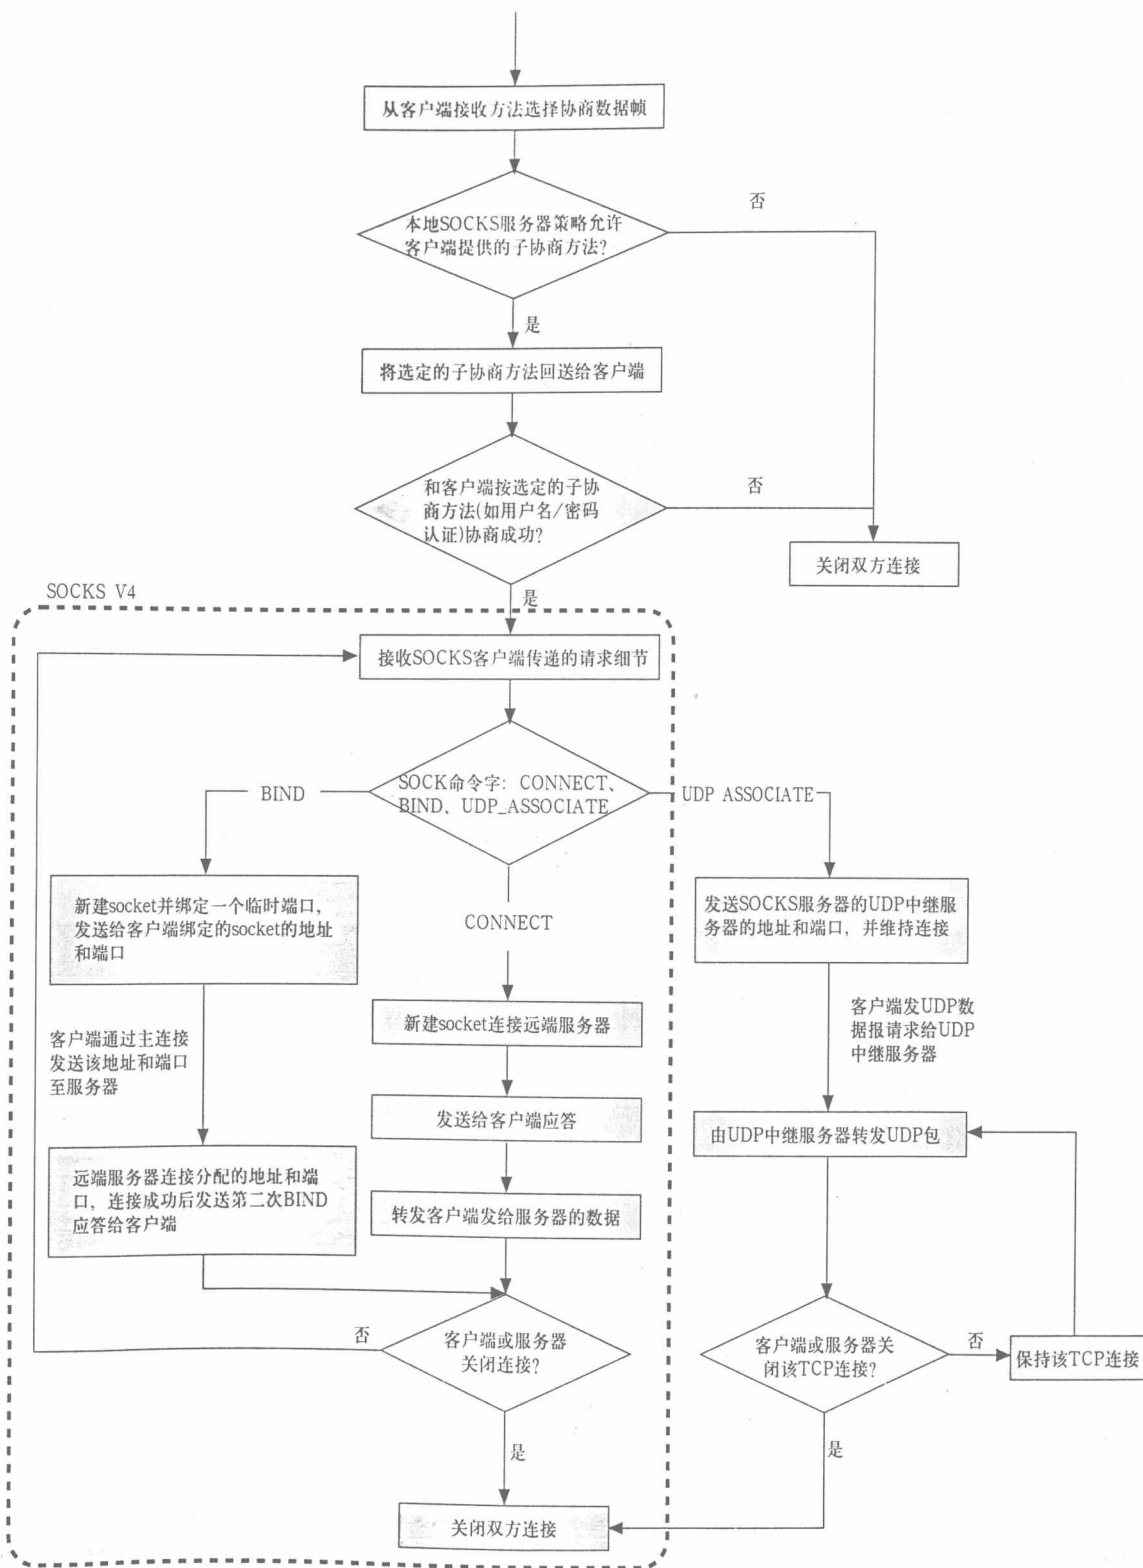 从客户端接收方法选择协商数据帧
本地SOCKS服务器策略允许
客户端提供的子协商方法?
否
是
将选定的子协商方法回送给客户端
和客户端按选定的子协
商方法(如用户名/密码
认证)协商成功?
否
关闭双方连接
是
SOCKS V4
接收SOCKS客户端传递的请求细节
SOCK命令字: CONNECT、
BIND、UDP_ASSOCIATE
BIND
UDP ASSOCIATE
CONNECT
新建socket并绑定一个临时端口,
发送给客户端绑定的socket的地址
和端口
发送SOCKS服务器的UDP中继服
务器的地址和端口, 并维持连接
新建socket连接远端服务器
客户端通过主连接
发送该地址和端口
至服务器
客户端发UDP数
据报请求给UDP
中继服务器
发送给客户端应答
由UDP中继服务器转发UDP包
远端服务器连接分配的地址和端
口, 连接成功后发送第二次BIND
应答给客户端
转发客户端发给服务器的数据
否
客户端或服务器
关闭连接?
客户端或服务器关
闭该TCP连接?
否
保持该TCP连接
是
是
关闭双方连接